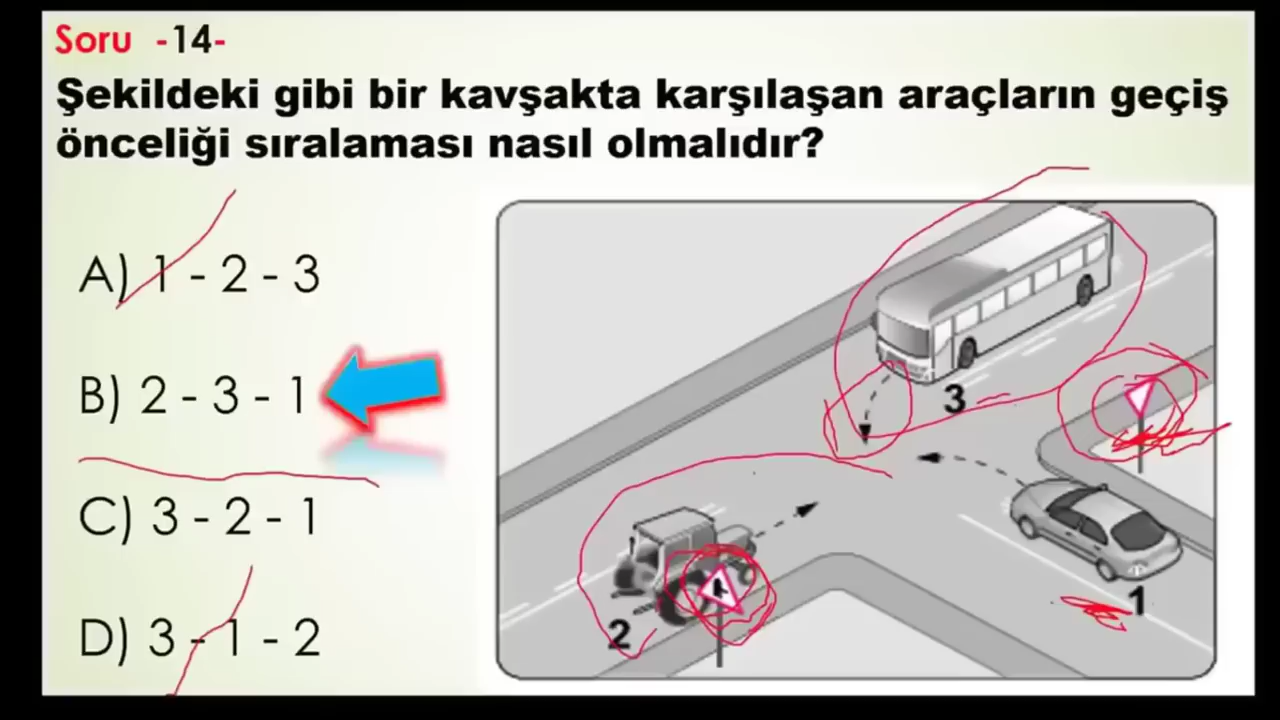 Soru -14-
Şekildeki gibi bir kavşakta karşılaşan araçların geçiş
önceliği sıralaması nasıl olmalıdır?
A) 1 - 2 - 3
B) 2 - 3 - 1
C) 3 - 2 - 1
D) 3 - 1 - 2
3
1
2